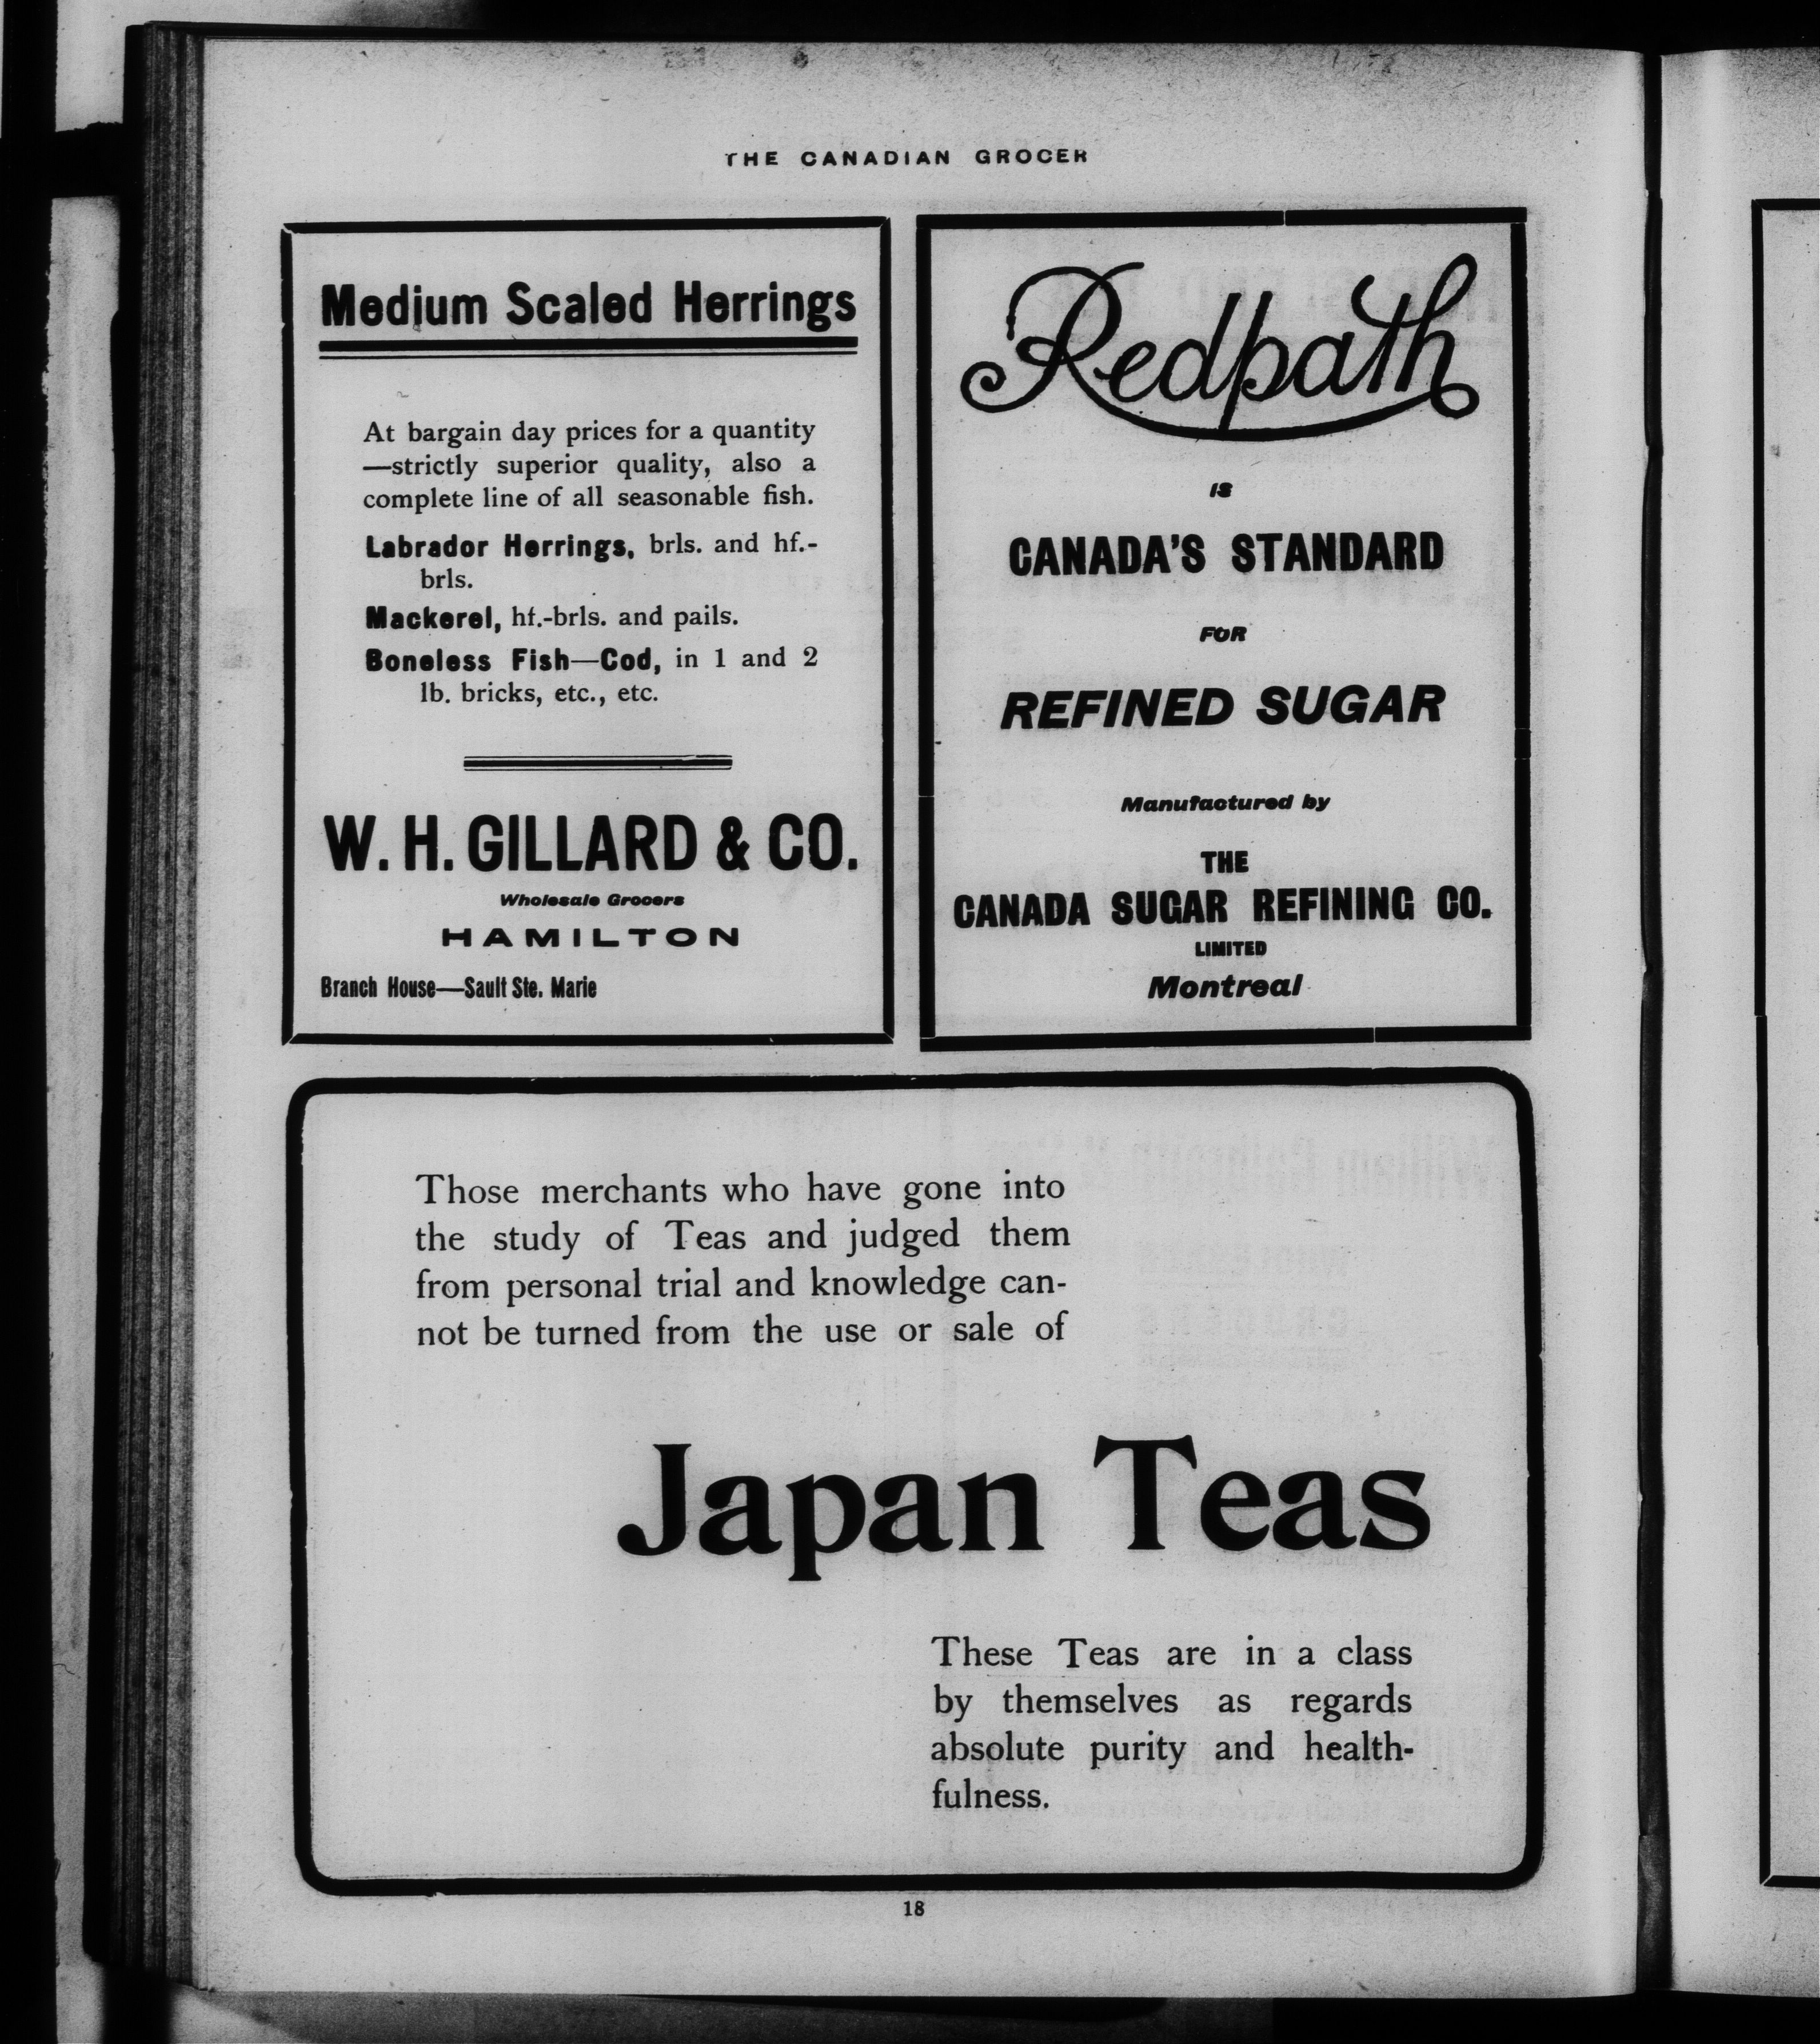 THE CANADIAN GROCER
Medium Scaled Herrings
At bargain day prices for a quantity
—strictly superior quality, also a
complete line of all seasonable fish.
Labrador Herrings, brls. and hf.-
brls.
Mackerel, hf.-brls. and pails.
Boneless Fish—Cod, in 1 and 2
lb. bricks, etc., etc.
W. H. GILLARD & CO.
Wholesale Grocers
HAMILTON
Branch House—Sault Ste. Marie
Redpath
IS
CANADA'S STANDARD
FOR
REFINED SUGAR
Manufactured by
THE
CANADA SUGAR REFINING CO.
LIMITED
Montreal
Those merchants who have gone into
the study of Teas and judged them
from personal trial and knowledge can-
not be turned from the use or sale of
Japan Teas
These Teas are in a class
by themselves as regards
absolute purity and health-
fulness.
18